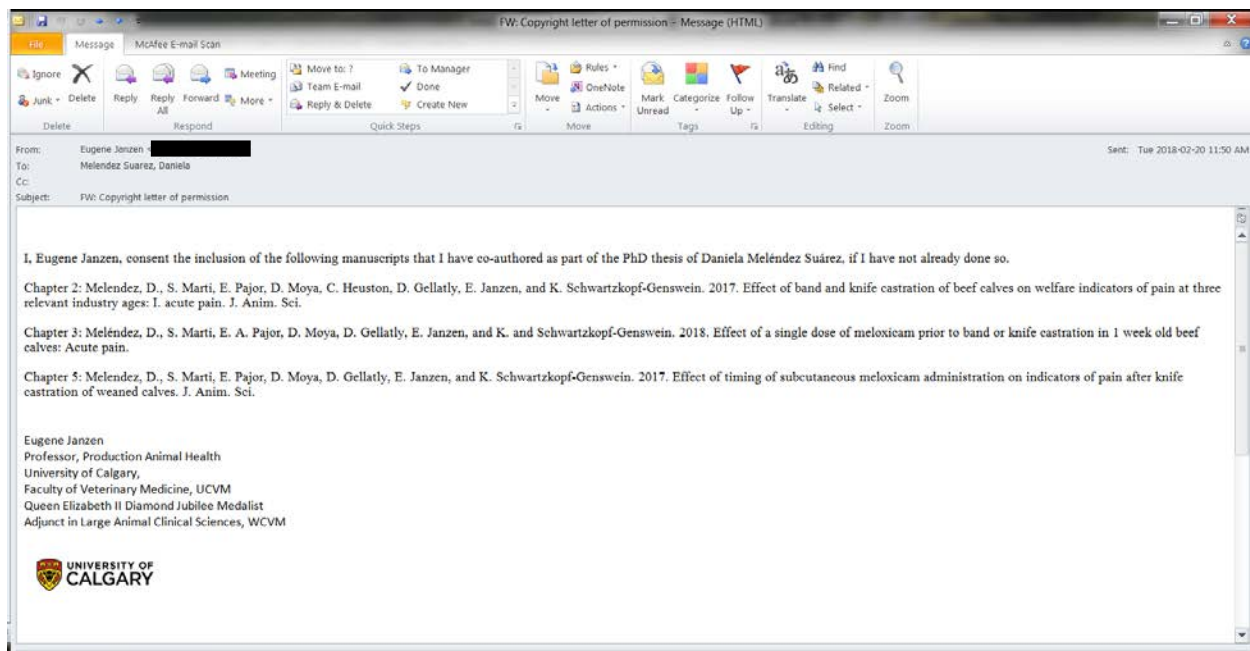 FW: Copyright letter of permission - Message (HTML)
File Message McAfee E-mail Scan
Ignore
Junk
Delete
Reply
Reply All
Forward
Meeting
More
Move to: ?
Team E-mail
Reply & Delete
To Manager
Done
Create New
Move
Rules
OneNote
Actions
Mark Unread
Categorize
Follow Up
Translate
Find
Related
Select
Zoom
Delete Respond Quick Steps Move Tags Editing Zoom
From: Eugene Janzen <
Sent: Tue 2018-02-20 11:50 AM
To: Melendez Suarez, Daniela
Cc:
Subject: FW: Copyright letter of permission
I, Eugene Janzen, consent the inclusion of the following manuscripts that I have co-authored as part of the PhD thesis of Daniela Meléndez Suárez, if I have not already done so.
Chapter 2: Melendez, D., S. Marti, E. Pajor, D. Moya, C. Heuston, D. Gellatly, E. Janzen, and K. Schwartzkopf-Genswein. 2017. Effect of band and knife castration of beef calves on welfare indicators of pain at three
relevant industry ages: I. acute pain. J. Anim. Sci.
Chapter 3: Meléndez, D., S. Marti, E. A. Pajor, D. Moya, D. Gellatly, E. Janzen, and K. and Schwartzkopf-Genswein. 2018. Effect of a single dose of meloxicam prior to band or knife castration in 1 week old beef
calves: Acute pain.
Chapter 5: Melendez, D., S. Marti, E. Pajor, D. Moya, D. Gellatly, E. Janzen, and K. Schwartzkopf-Genswein. 2017. Effect of timing of subcutaneous meloxicam administration on indicators of pain after knife
castration of weaned calves. J. Anim. Sci.
Eugene Janzen
Professor, Production Animal Health
University of Calgary,
Faculty of Veterinary Medicine, UCVM
Queen Elizabeth II Diamond Jubilee Medalist
Adjunct in Large Animal Clinical Sciences, WCVM
UNIVERSITY OF
CALGARY